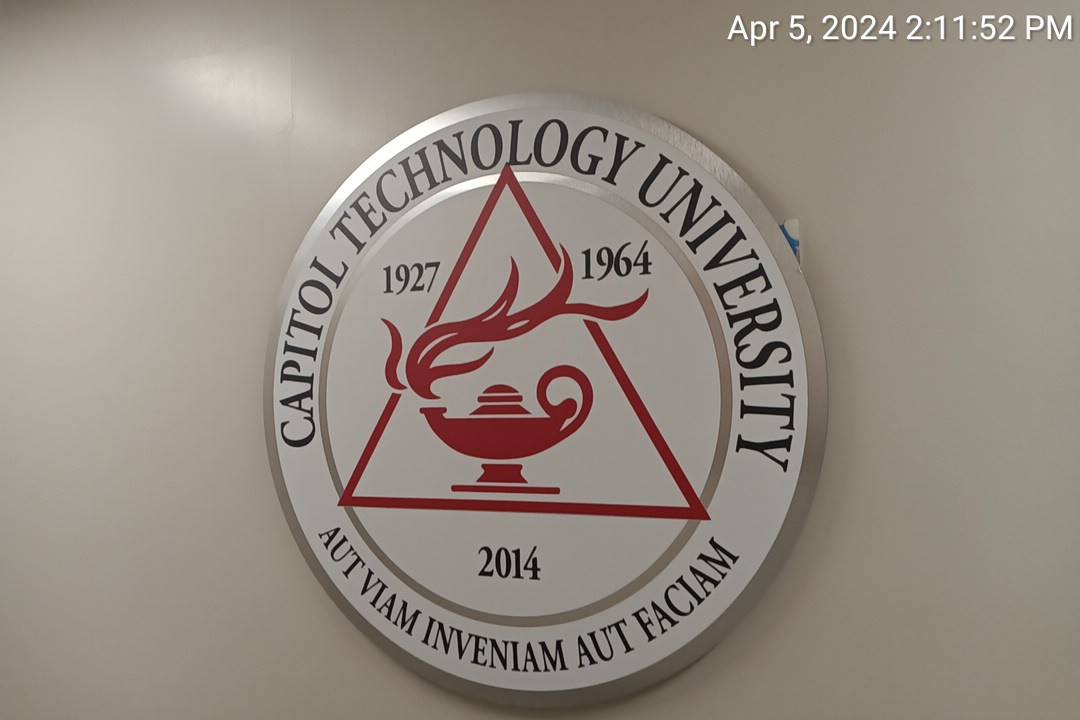 Apr 5, 2024 2:11:52 PM
CAPITOL TECHNOLOGY UNIVERSITY
1927
1964
2014
AUT VIAM INVENIAM AUT FACIAM